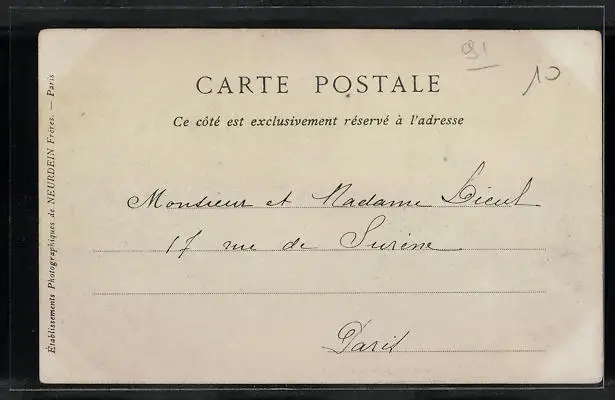 91
10
CARTE POSTALE
Ce côté est exclusivement réservé à l'adresse
Monsieur et Madame Dieul
17 rue de Surène
Paris
Établissements Photographiques de NEURDEIN Frères. — Paris